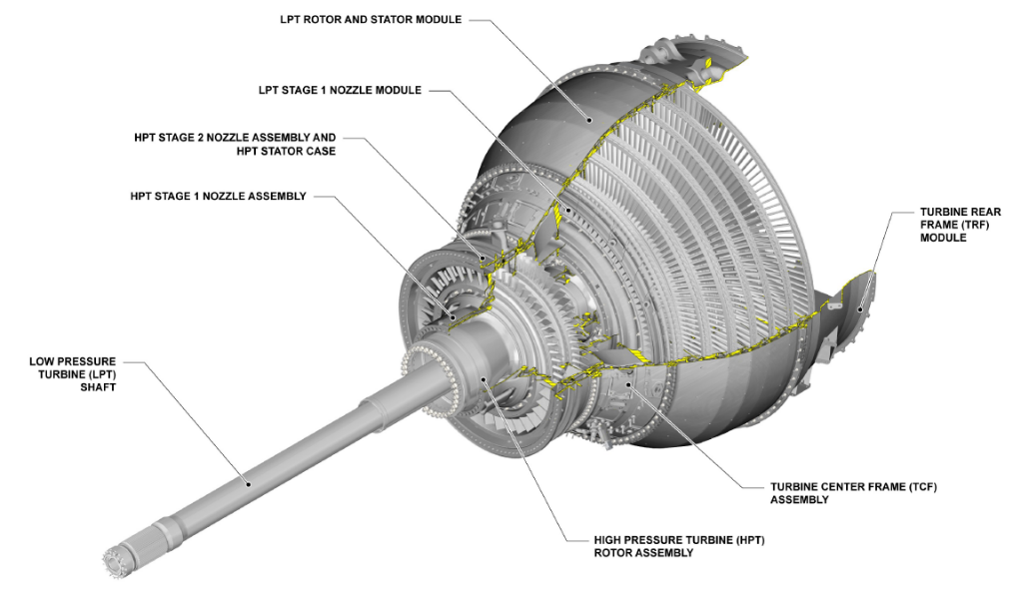 LPT ROTOR AND STATOR MODULE
LPT STAGE 1 NOZZLE MODULE
HPT STAGE 2 NOZZLE ASSEMBLY AND
HPT STATOR CASE
HPT STAGE 1 NOZZLE ASSEMBLY
TURBINE REAR
FRAME (TRF)
MODULE
LOW PRESSURE
TURBINE (LPT)
SHAFT
TURBINE CENTER FRAME (TCF)
ASSEMBLY
HIGH PRESSURE TURBINE (HPT)
ROTOR ASSEMBLY